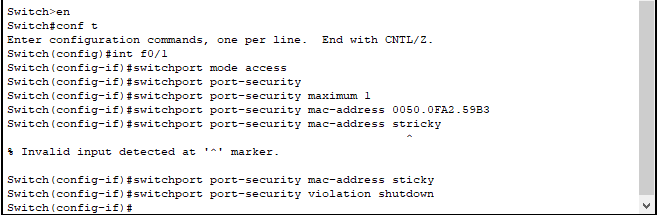 Switch>en
Switch#conf t
Enter configuration commands, one per line.  End with CNTL/Z.
Switch(config)#int f0/1
Switch(config-if)#switchport mode access
Switch(config-if)#switchport port-security
Switch(config-if)#switchport port-security maximum 1
Switch(config-if)#switchport port-security mac-address 0050.0FA2.59B3
Switch(config-if)#switchport port-security mac-address stricky
^
% Invalid input detected at '^' marker.
Switch(config-if)#switchport port-security mac-address sticky
Switch(config-if)#switchport port-security violation shutdown
Switch(config-if)#